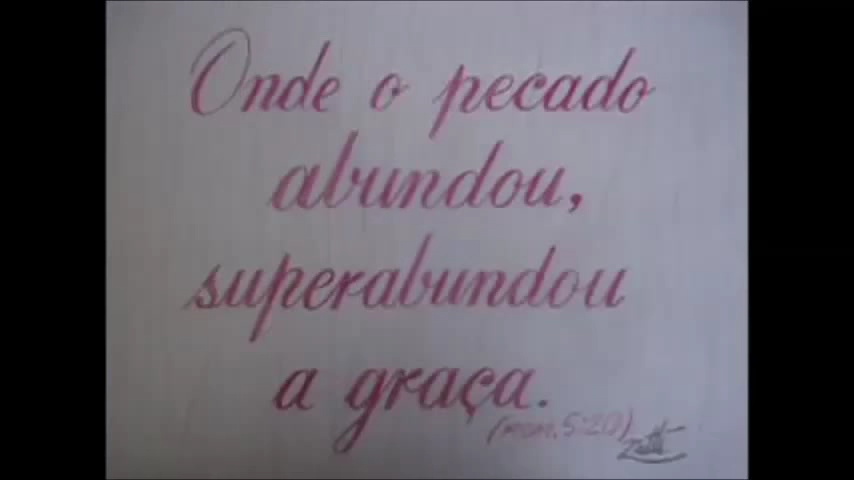 Onde o pecado
abundou,
superabundou
a graça.
(Rom. 5:20)